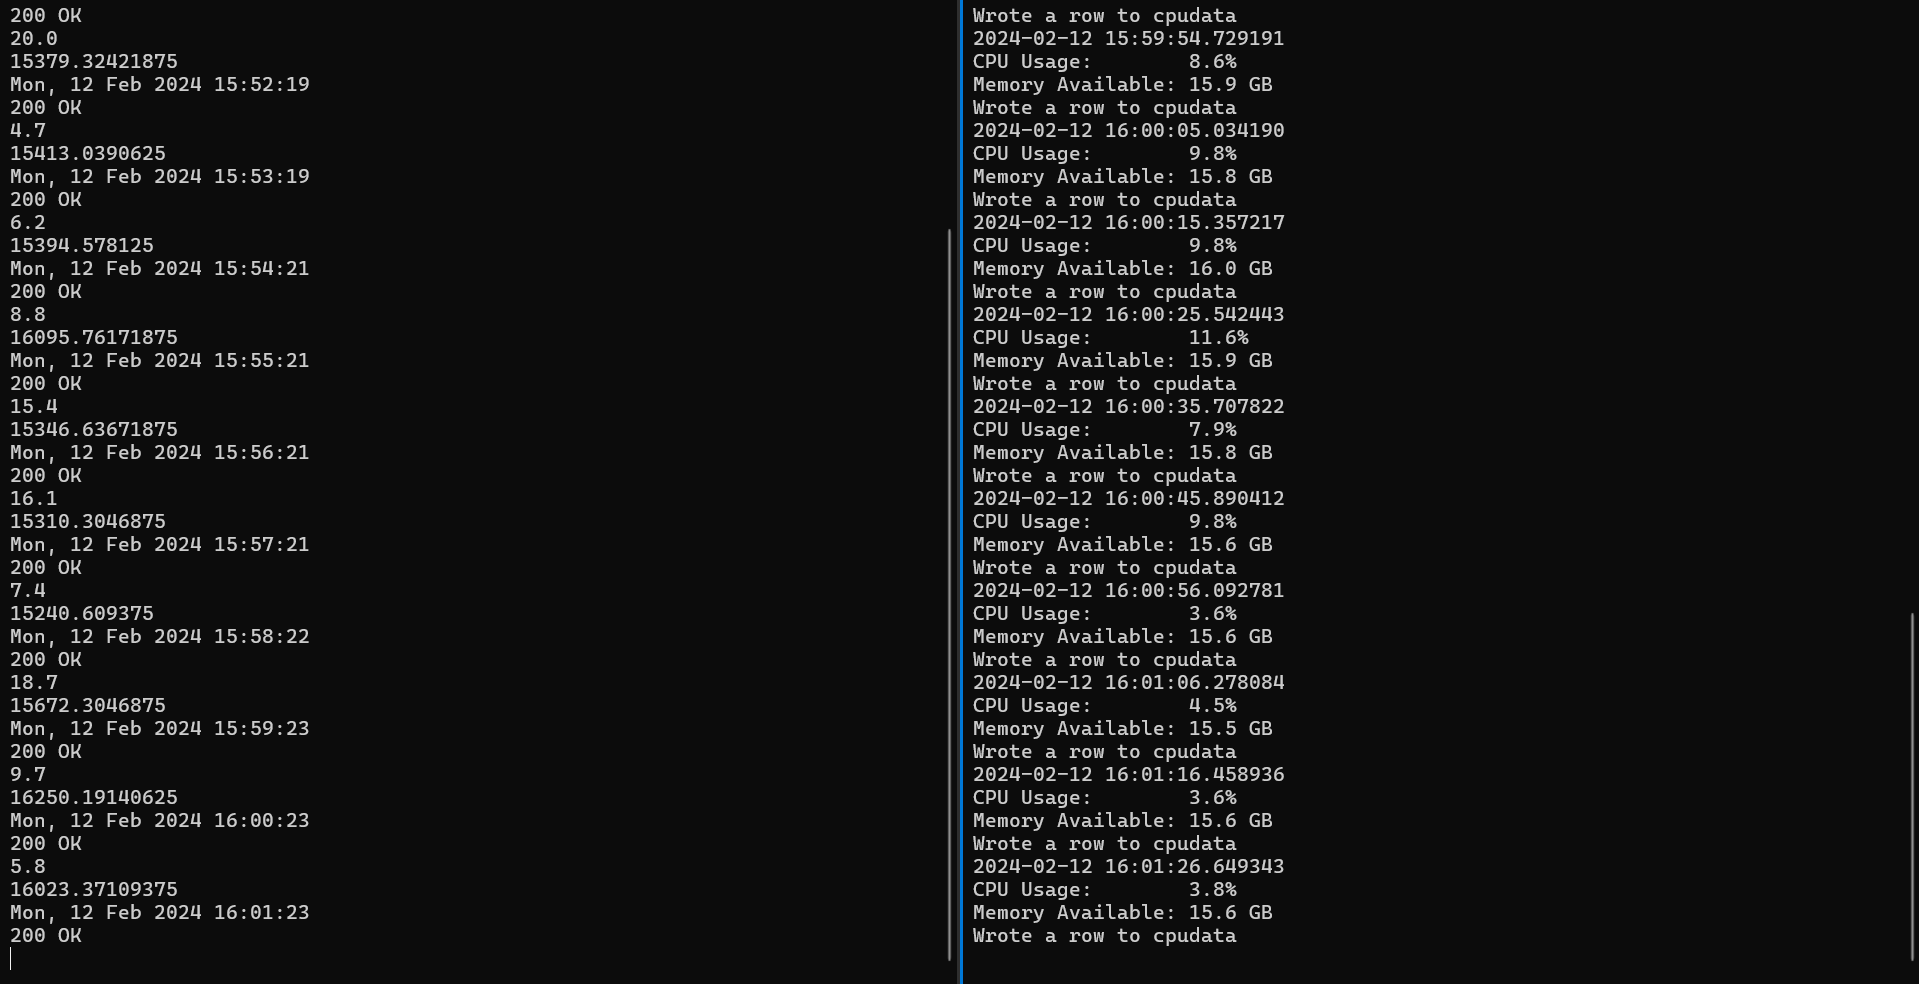 200 OK
20.0
15379.32421875
Mon, 12 Feb 2024 15:52:19
200 OK
4.7
15413.0390625
Mon, 12 Feb 2024 15:53:19
200 OK
6.2
15394.578125
Mon, 12 Feb 2024 15:54:21
200 OK
8.8
16095.76171875
Mon, 12 Feb 2024 15:55:21
200 OK
15.4
15346.63671875
Mon, 12 Feb 2024 15:56:21
200 OK
16.1
15310.3046875
Mon, 12 Feb 2024 15:57:21
200 OK
7.4
15240.609375
Mon, 12 Feb 2024 15:58:22
200 OK
18.7
15672.3046875
Mon, 12 Feb 2024 15:59:23
200 OK
9.7
16250.19140625
Mon, 12 Feb 2024 16:00:23
200 OK
5.8
16023.37109375
Mon, 12 Feb 2024 16:01:23
200 OK
Wrote a row to cpudata
2024-02-12 15:59:54.729191
CPU Usage:        8.6%
Memory Available: 15.9 GB
Wrote a row to cpudata
2024-02-12 16:00:05.034190
CPU Usage:        9.8%
Memory Available: 15.8 GB
Wrote a row to cpudata
2024-02-12 16:00:15.357217
CPU Usage:        9.8%
Memory Available: 16.0 GB
Wrote a row to cpudata
2024-02-12 16:00:25.542443
CPU Usage:        11.6%
Memory Available: 15.9 GB
Wrote a row to cpudata
2024-02-12 16:00:35.707822
CPU Usage:        7.9%
Memory Available: 15.8 GB
Wrote a row to cpudata
2024-02-12 16:00:45.890412
CPU Usage:        9.8%
Memory Available: 15.6 GB
Wrote a row to cpudata
2024-02-12 16:00:56.092781
CPU Usage:        3.6%
Memory Available: 15.6 GB
Wrote a row to cpudata
2024-02-12 16:01:06.278084
CPU Usage:        4.5%
Memory Available: 15.5 GB
Wrote a row to cpudata
2024-02-12 16:01:16.458936
CPU Usage:        3.6%
Memory Available: 15.6 GB
Wrote a row to cpudata
2024-02-12 16:01:26.649343
CPU Usage:        3.8%
Memory Available: 15.6 GB
Wrote a row to cpudata